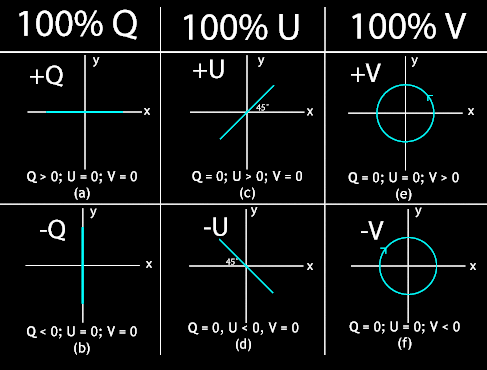 100% Q
100% U
100% V
+Q
y
x
Q > 0; U = 0; V = 0
(a)
+U
y
45°
x
Q = 0; U > 0; V = 0
(c)
+V
y
x
Q = 0; U = 0; V > 0
(e)
-Q
y
x
Q < 0; U = 0; V = 0
(b)
-U
y
45°
x
Q = 0, U < 0, V = 0
(d)
-V
y
x
Q = 0; U = 0; V < 0
(f)